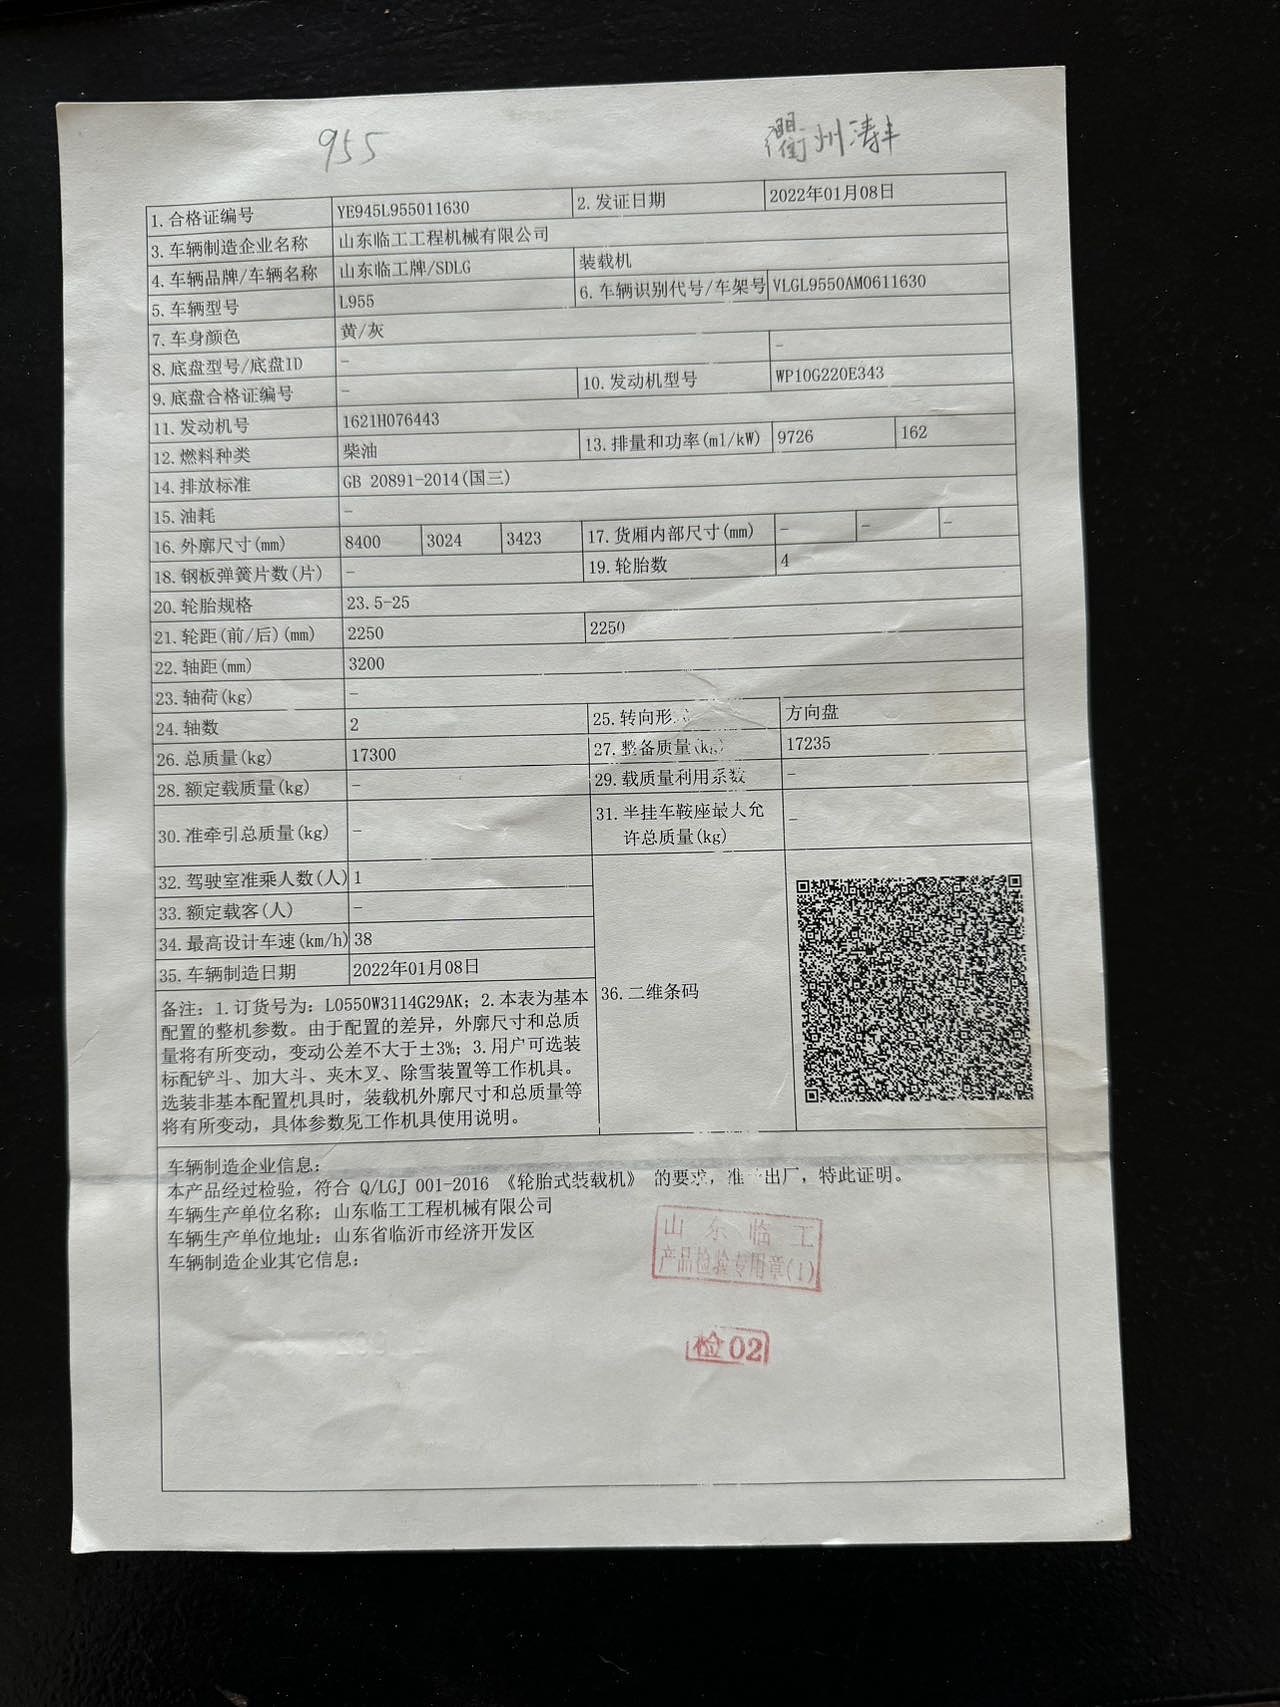 955
衢州涛丰
1.合格证编号 YE945L955011630 2.发证日期 2022年01月08日
3.车辆制造企业名称 山东临工工程机械有限公司
4.车辆品牌/车辆名称 山东临工牌/SDLG 装载机
5.车辆型号 L955 6.车辆识别代号/车架号 VLGL9550AM0611630
7.车身颜色 黄/灰
8.底盘型号/底盘ID - -
9.底盘合格证编号 - 10.发动机型号 WP10G220E343
11.发动机号 1621H076443
12.燃料种类 柴油 13.排量和功率(ml/kW) 9726 162
14.排放标准 GB 20891-2014(国三)
15.油耗 -
16.外廓尺寸(mm) 8400 3024 3423 17.货厢内部尺寸(mm) - - -
18.钢板弹簧片数(片) - 19.轮胎数 4
20.轮胎规格 23.5-25
21.轮距(前/后)(mm) 2250 2250
22.轴距(mm) 3200
23.轴荷(kg) -
24.轴数 2 25.转向形式 方向盘
26.总质量(kg) 17300 27.整备质量(kg) 17235
28.额定载质量(kg) - 29.载质量利用系数 -
30.准牵引总质量(kg) - 31.半挂车鞍座最大允
许总质量(kg) -
32.驾驶室准乘人数(人) 1
33.额定载客(人) -
34.最高设计车速(km/h) 38
35.车辆制造日期 2022年01月08日
36.二维条码
备注：1.订货号为：L0550W3114G29AK；2.本表为基本
配置的整机参数。由于配置的差异，外廓尺寸和总质
量将有所变动，变动公差不大于±3%；3.用户可选装
标配铲斗、加大斗、夹木叉、除雪装置等工作机具。
选装非基本配置机具时，装载机外廓尺寸和总质量等
将有所变动，具体参数见工作机具使用说明。
车辆制造企业信息：
本产品经过检验，符合 Q/LGJ 001-2016 《轮胎式装载机》 的要求，准予出厂，特此证明。
车辆生产单位名称：山东临工工程机械有限公司
车辆生产单位地址：山东省临沂市经济开发区
车辆制造企业其它信息：
山东临工
产品检验专用章(1)
检02